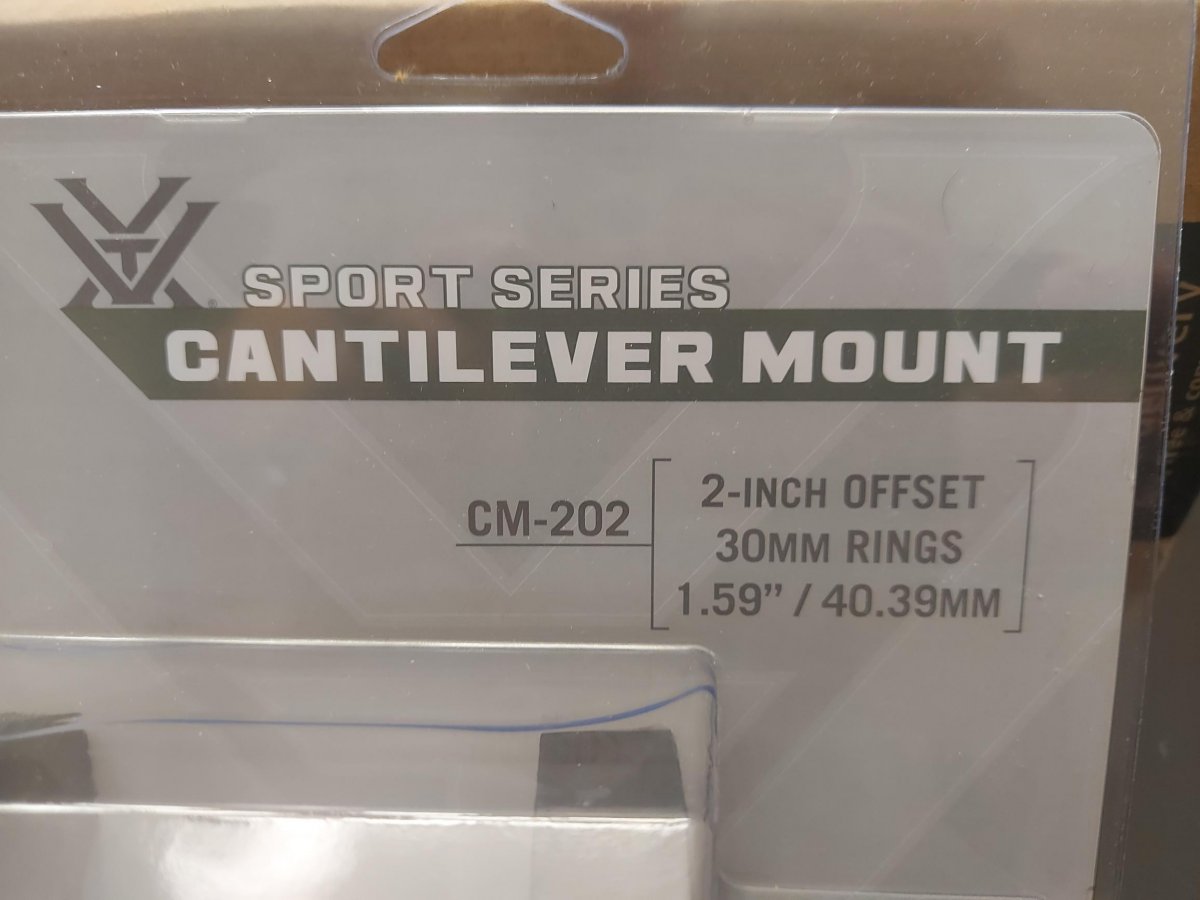 SPORT SERIES
CANTILEVER MOUNT
CM-202
2-INCH OFFSET
30MM RINGS
1.59” / 40.39MM